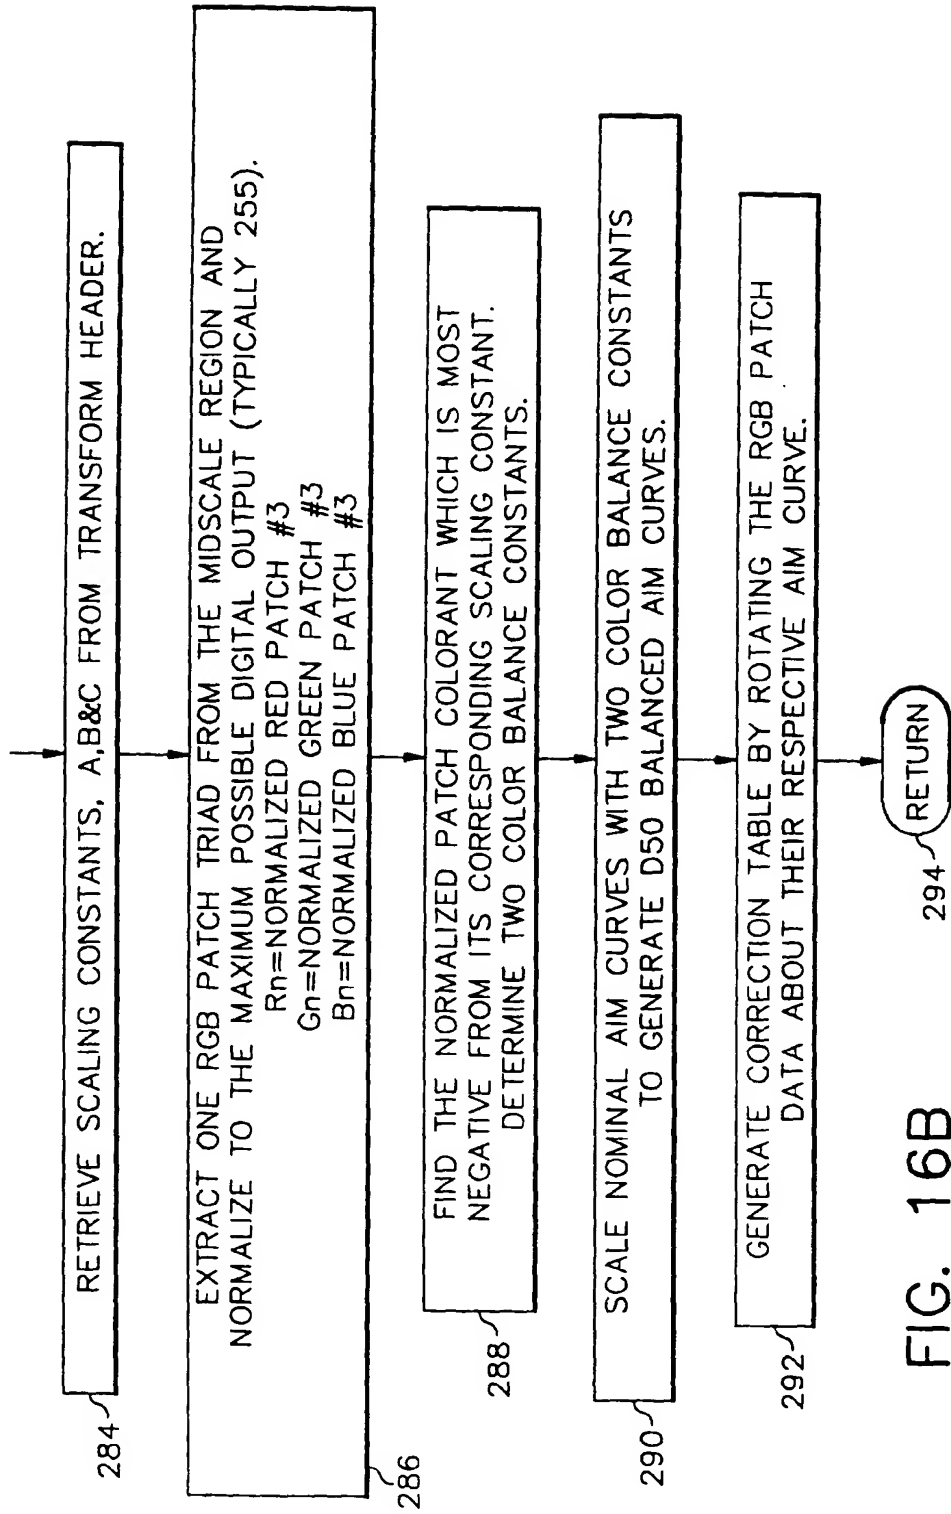 RETRIEVE SCALING CONSTANTS, A,B&C FROM TRANSFORM HEADER.
284
EXTRACT ONE RGB PATCH TRIAD FROM THE MIDSCALE REGION AND
NORMALIZE TO THE MAXIMUM POSSIBLE DIGITAL OUTPUT (TYPICALLY 255).
Rn=NORMALIZED RED PATCH #3
Gn=NORMALIZED GREEN PATCH #3
Bn=NORMALIZED BLUE PATCH #3
286
FIND THE NORMALIZED PATCH COLORANT WHICH IS MOST
NEGATIVE FROM ITS CORRESPONDING SCALING CONSTANT.
DETERMINE TWO COLOR BALANCE CONSTANTS.
288
SCALE NOMINAL AIM CURVES WITH TWO COLOR BALANCE CONSTANTS
TO GENERATE D50 BALANCED AIM CURVES.
290
GENERATE CORRECTION TABLE BY ROTATING THE RGB PATCH
DATA ABOUT THEIR RESPECTIVE AIM CURVE.
292
RETURN
294
FIG. 16B